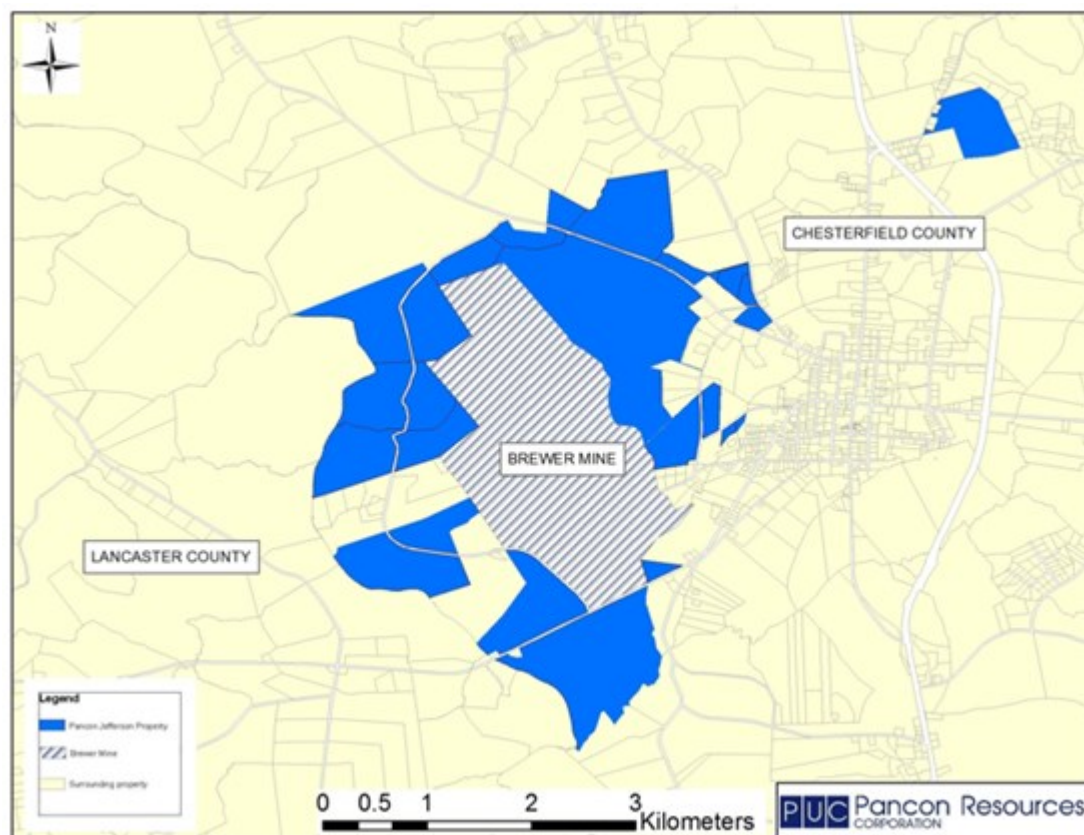 N
CHESTERFIELD COUNTY
BREWER MINE
LANCASTER COUNTY
Legend
Pancon Jefferson Property
Brewer Mine
Surrounding property
0 0.5 1 2 3
Kilometers
PUC Pancon Resources
CORPORATION